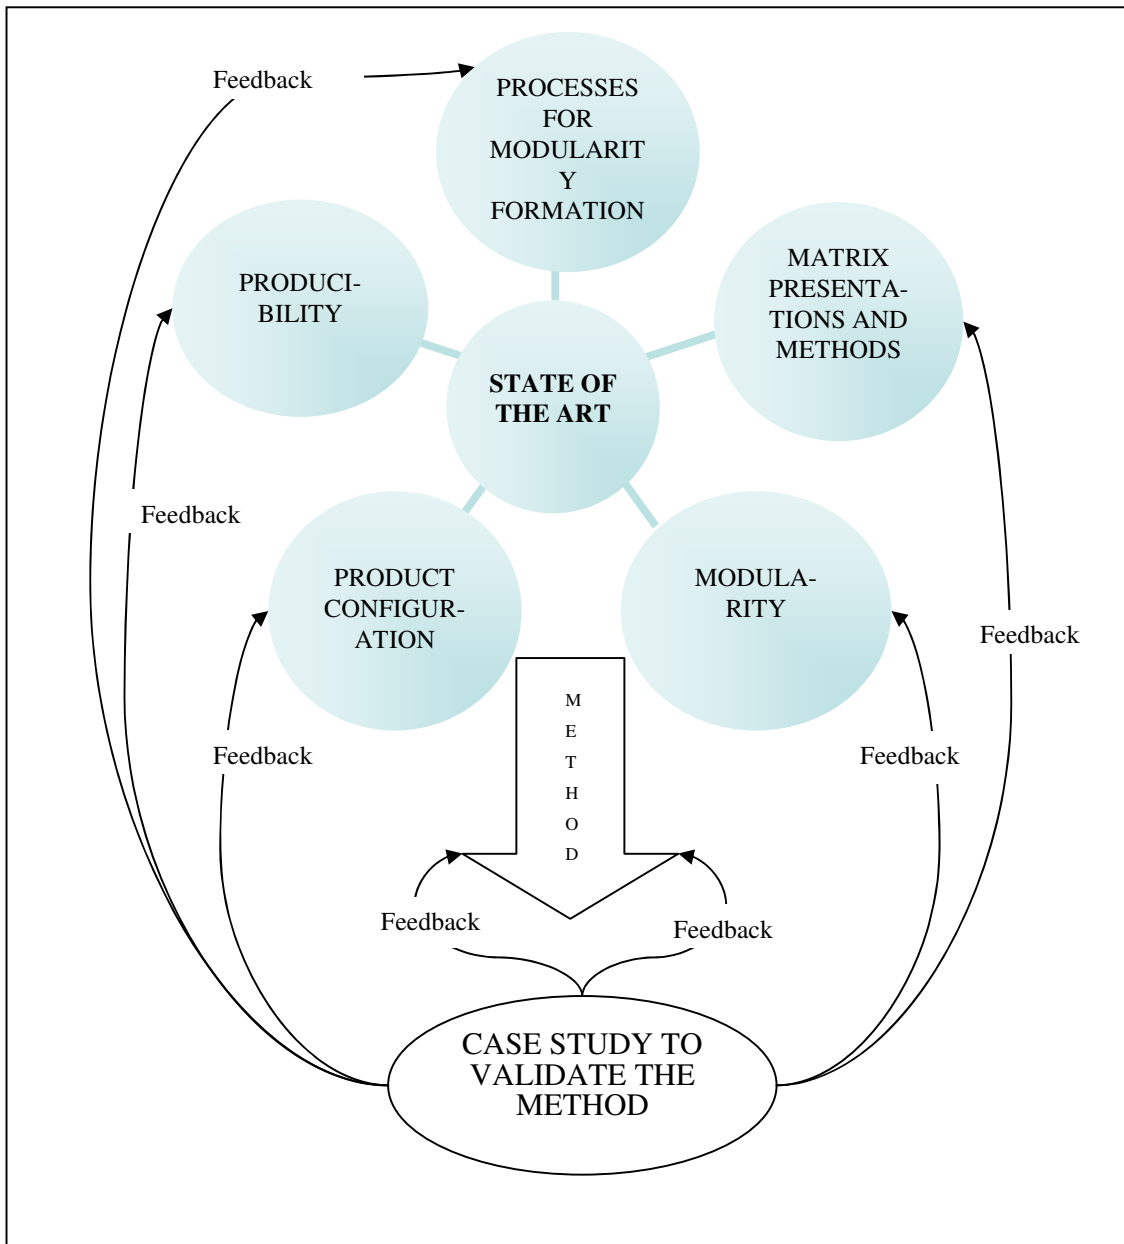 Feedback
PROCESSES
FOR
MODULARIT
Y
FORMATION
PRODUCI-
BILITY
MATRIX
PRESENTA-
TIONS AND
METHODS
STATE OF
THE ART
Feedback
PRODUCT
CONFIGUR-
ATION
MODULA-
RITY
Feedback
Feedback
Feedback
M
E
T
H
O
D
Feedback
Feedback
CASE STUDY TO
VALIDATE THE
METHOD